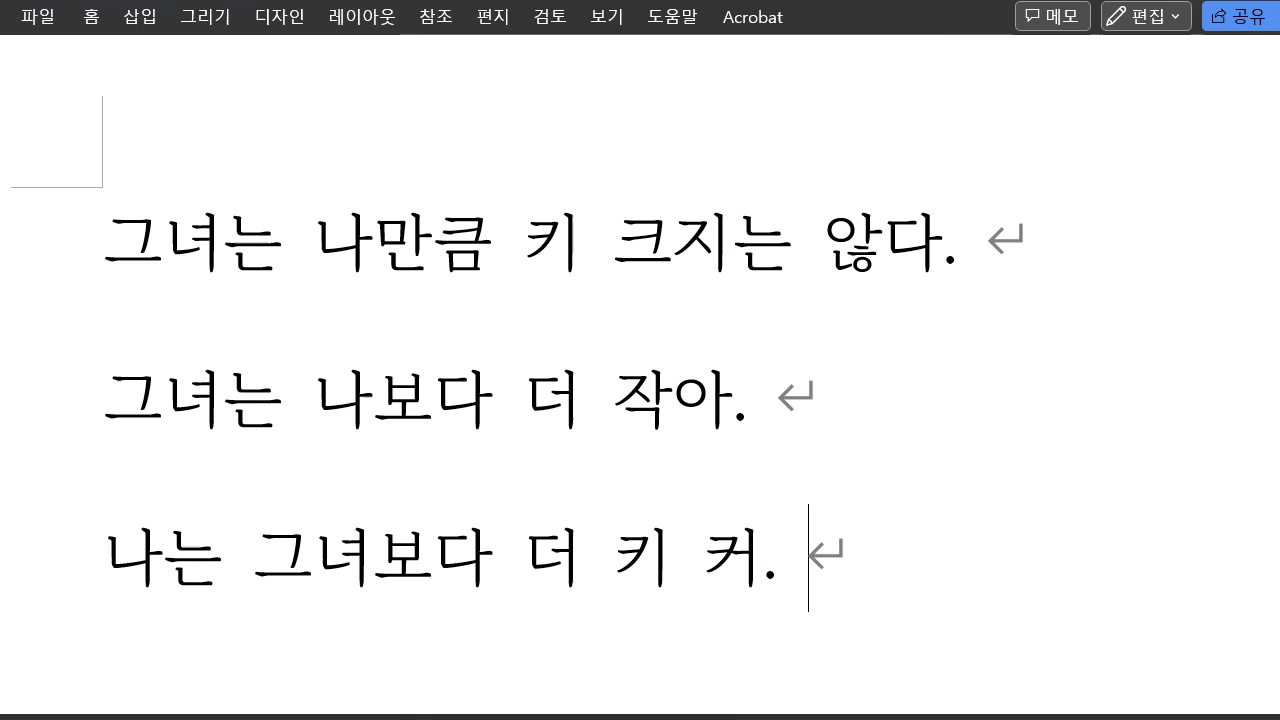 파일 홈 삽입 그리기 디자인 레이아웃 참조 편지 검토 보기 도움말 Acrobat 메모 편집 공유
그녀는 나만큼 키 크지는 않다.
그녀는 나보다 더 작아.
나는 그녀보다 더 키 커.